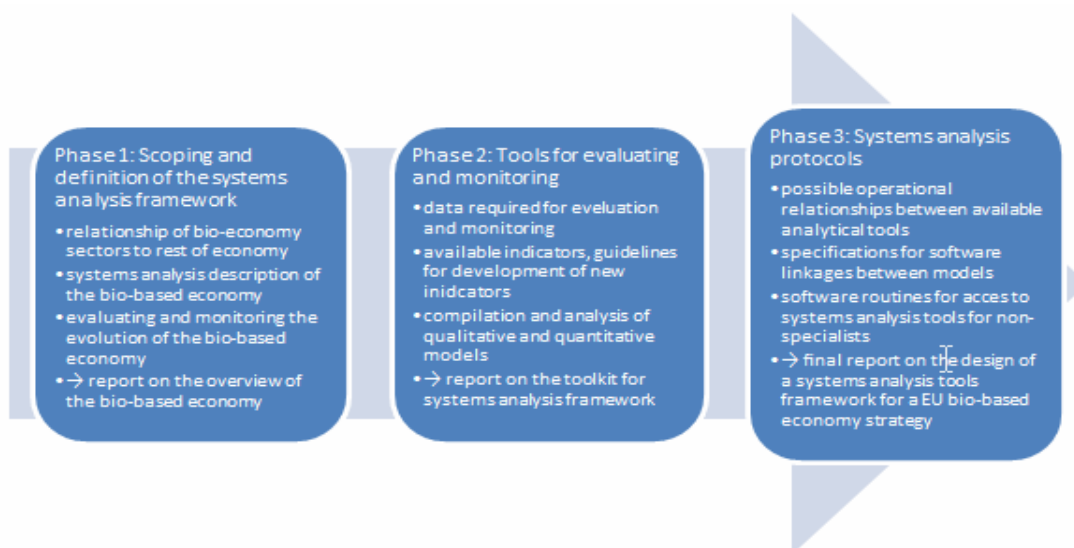 Phase 1: Scoping and
definition of the systems
analysis framework
•relationship of bio-economy
sectors to rest of economy
•systems analysis description of
the bio-based economy
•evaluating and monitoring the
evolution of the bio-based
economy
•→ report on the overview of
the bio-based economy
Phase 2: Tools for evaluating
and monitoring
•data required for eveluation
and monitoring
•available indicators, guidelines
for development of new
inidcators
•compilation and analysis of
qualitative and quantitative
models
•→ report on the toolkit for
systems analysis framework
Phase 3: Systems analysis
protocols
•possible operational
relationships between available
analytical tools
•specifications for software
linkages between models
•software routines for acces to
systems analysis tools for non-
specialists
•→ final report on the design of
a systems analysis tools
framework for a EU bio-based
economy strategy